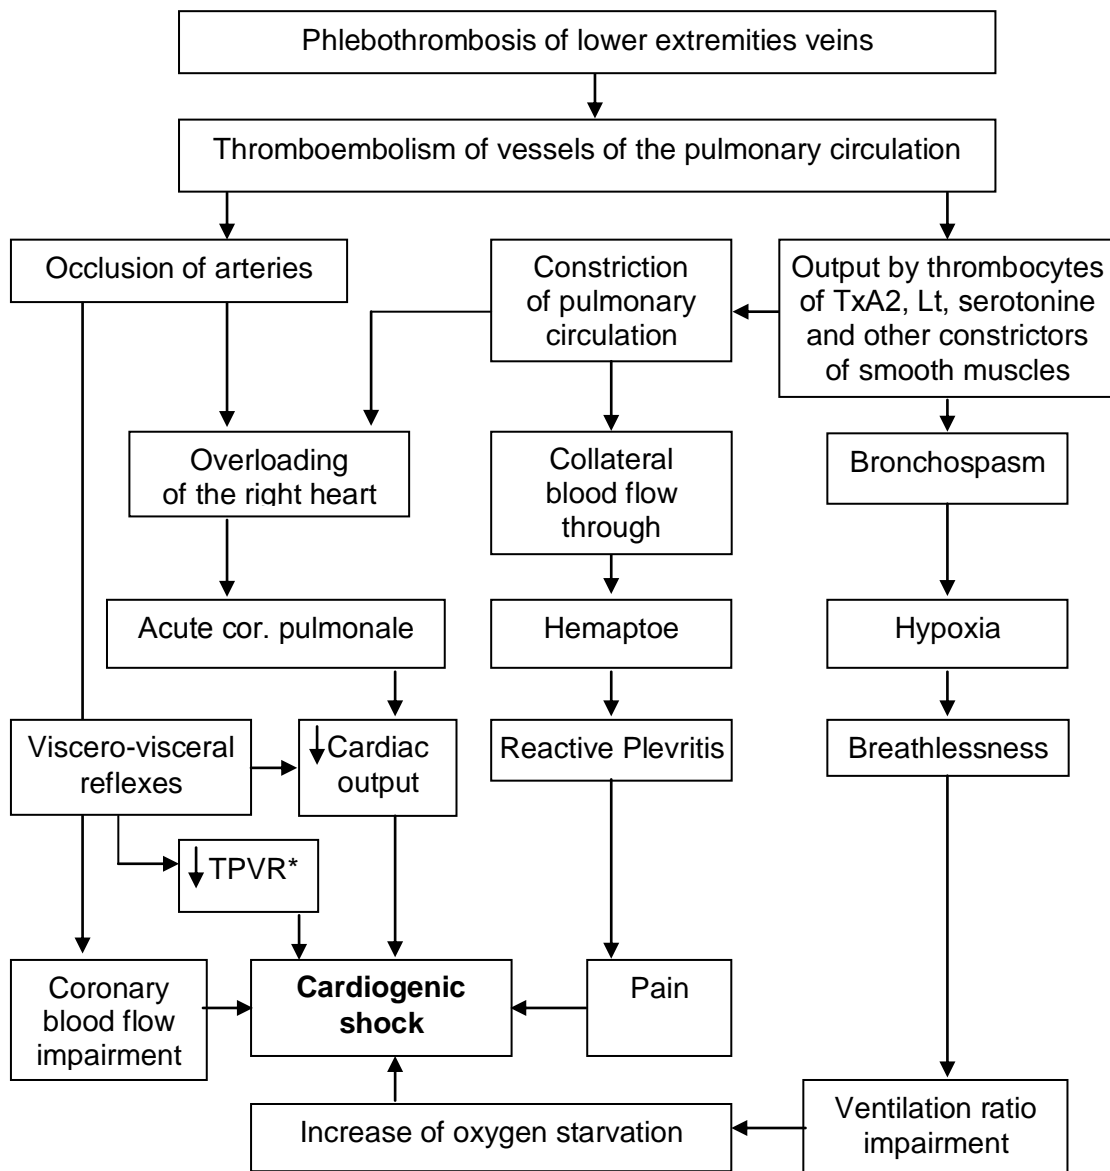 Phlebothrombosis of lower extremities veins
Thromboembolism of vessels of the pulmonary circulation
Occlusion of arteries
Constriction
of pulmonary
circulation
Output by thrombocytes
of TxA2, Lt, serotonine
and other constrictors
of smooth muscles
Overloading
of the right heart
Collateral
blood flow
through
Bronchospasm
Acute cor. pulmonale
Hemaptoe
Hypoxia
Viscero-visceral
reflexes
↓ Cardiac
output
Reactive Plevritis
Breathlessness
↓ TPVR*
Coronary
blood flow
impairment
Cardiogenic
shock
Pain
Increase of oxygen starvation
Ventilation ratio
impairment